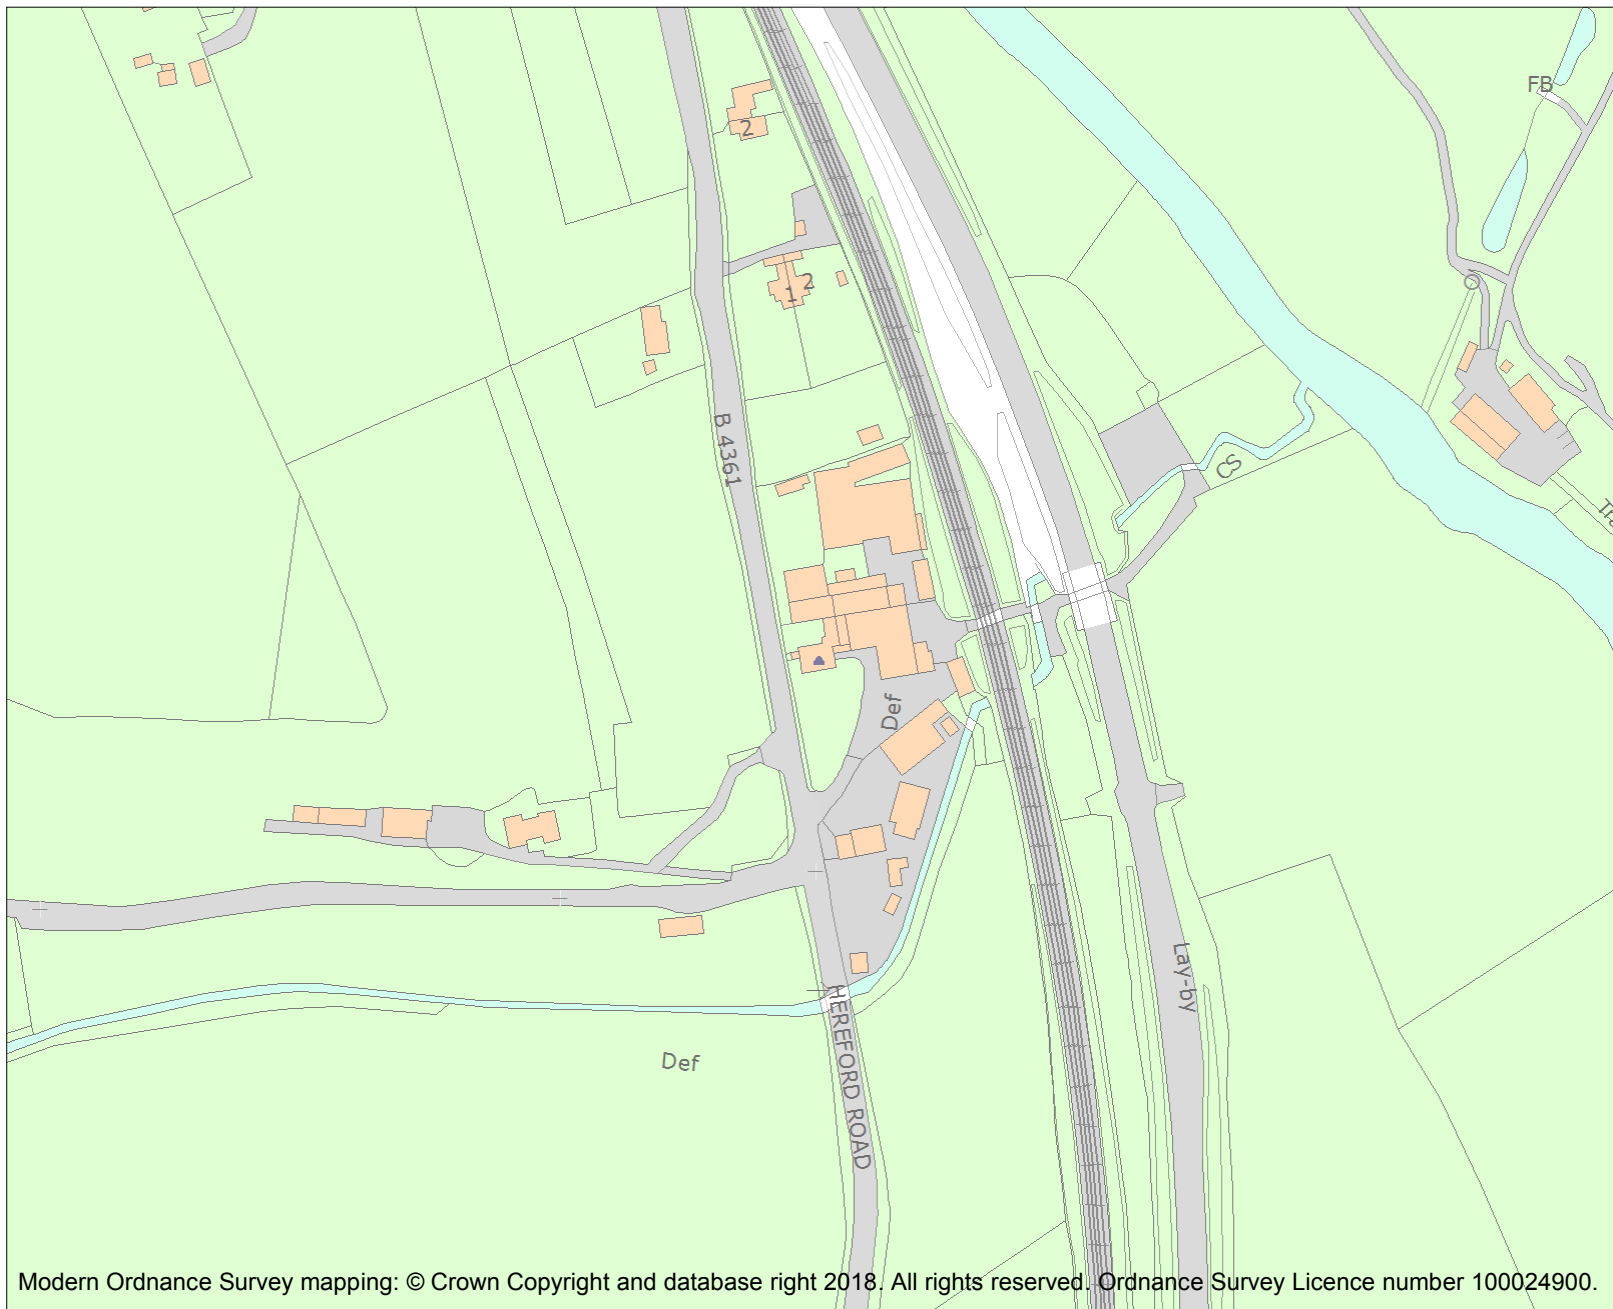 FB
2
2
1
B 4361
CS
Def
Lay-by
HEREFORD ROAD
Def
Modern Ordnance Survey mapping: © Crown Copyright and database right 2018. All rights reserved. Ordnance Survey Licence number 100024900.